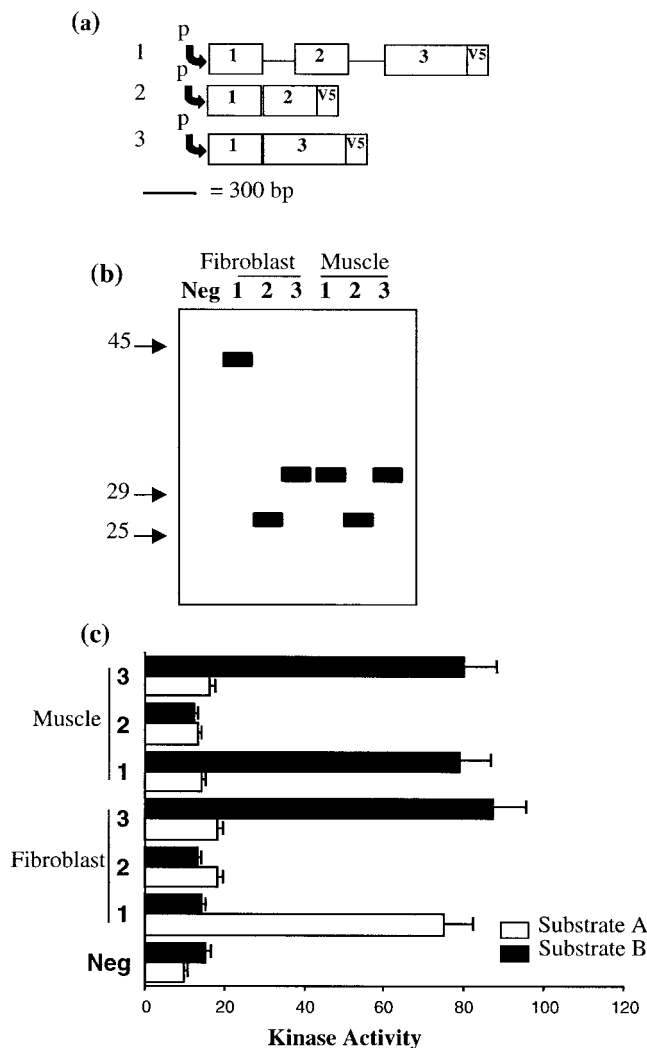 (a)
p
1 1 2 3 V5
p
2 1 2 V5
p
3 1 3 V5
= 300 bp
(b)
Fibroblast Muscle
Neg 1 2 3 1 2 3
45
29
25
(c)
3
Muscle 2
1
3
Fibroblast 2
1
Neg
Substrate A
Substrate B
0 20 40 60 80 100 120
Kinase Activity